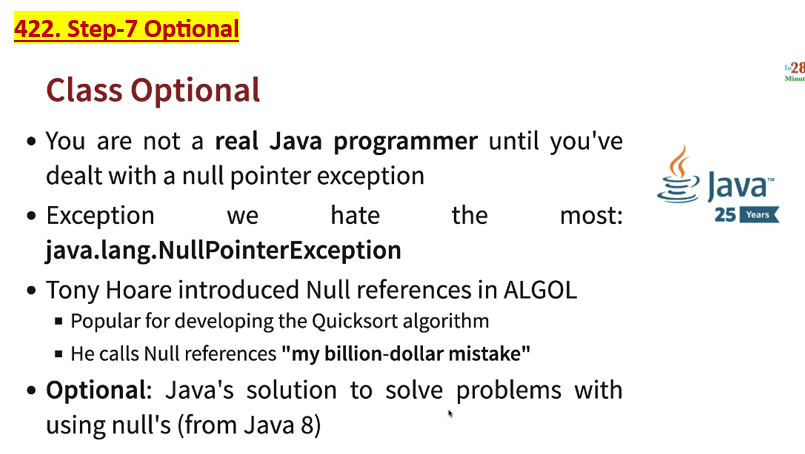 422. Step-7 Optional
In28
Minut
Class Optional
• You are not a real Java programmer until you've
dealt with a null pointer exception
• Exception we hate the most:
java.lang.NullPointerException
• Tony Hoare introduced Null references in ALGOL
▪ Popular for developing the Quicksort algorithm
▪ He calls Null references "my billion-dollar mistake"
• Optional: Java's solution to solve problems with
using null's (from Java 8)
Java™
25 Years